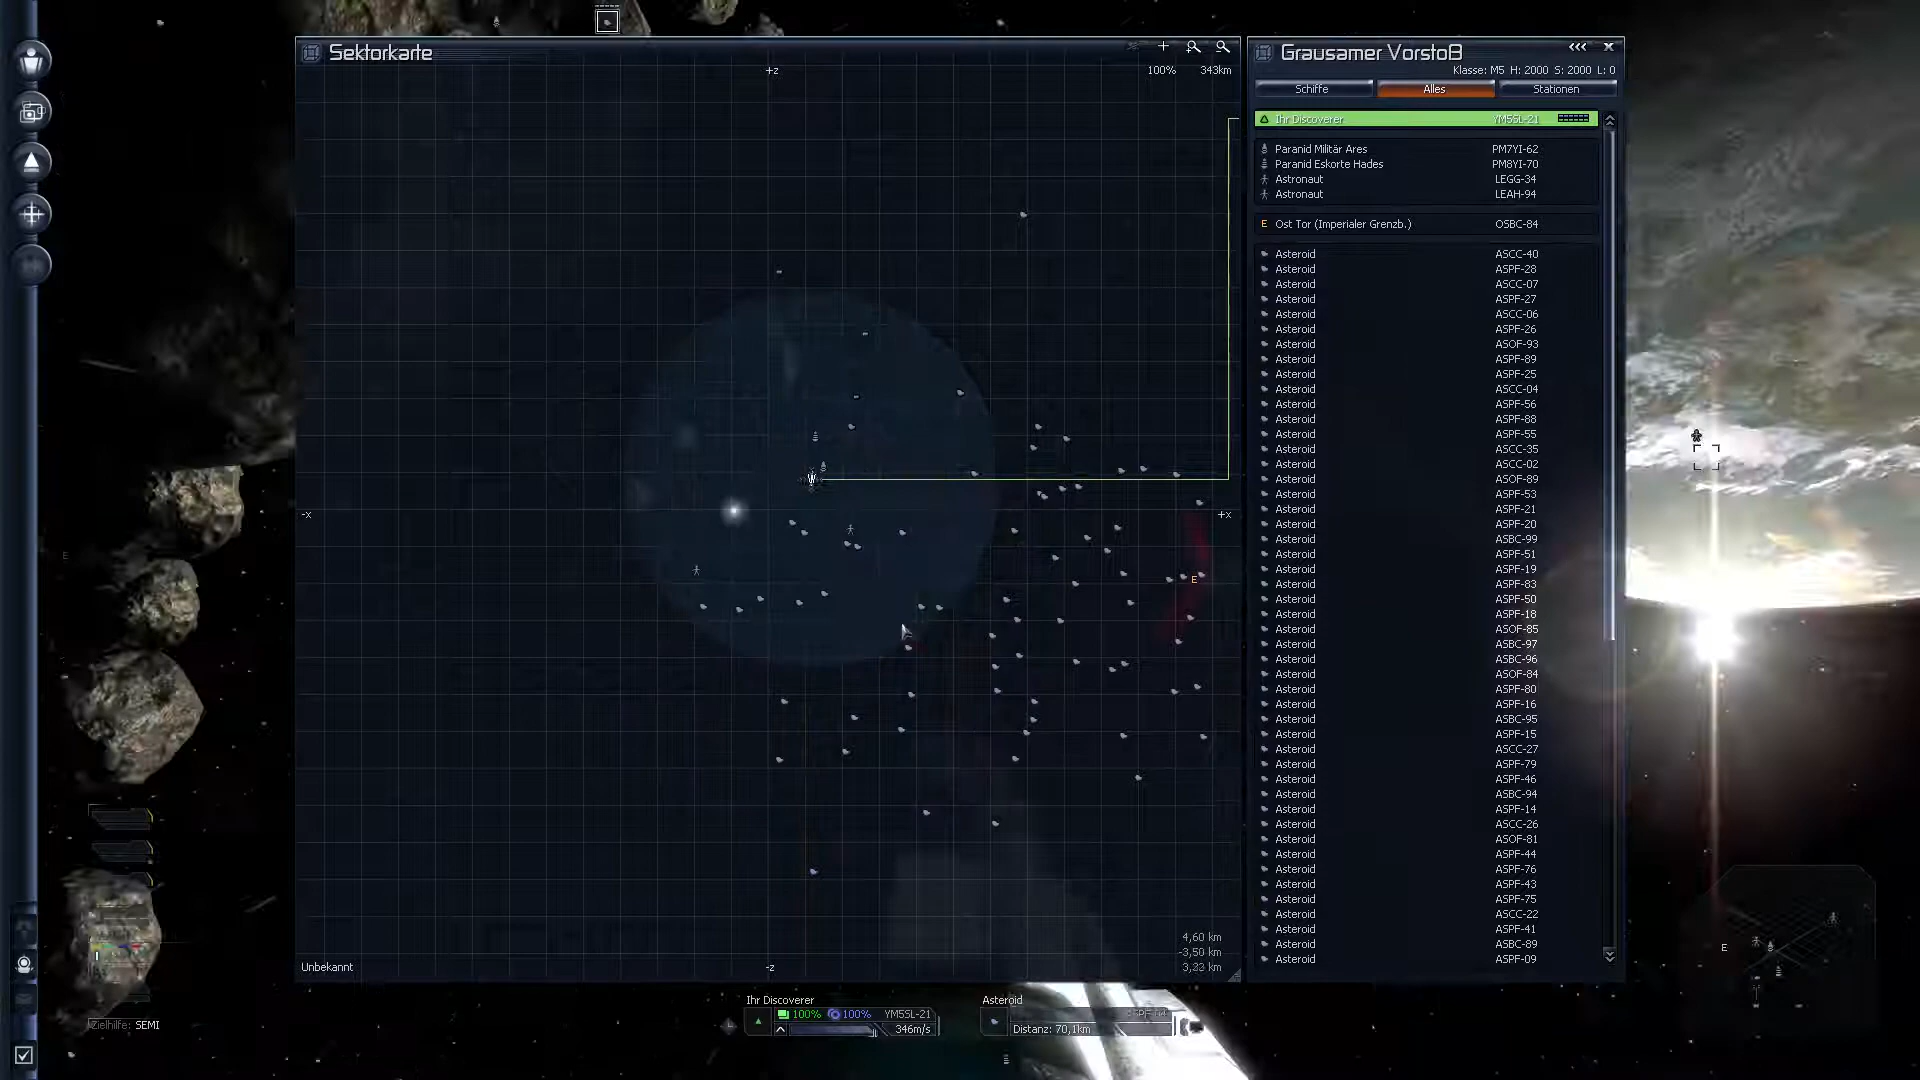 Sektorkarte
100%
343km
+z
-x
+x
E
-z
Unbekannt
4,60 km
-3,50 km
3,23 km
Grausamer VorstoB
Klasse: M5 H: 2000 S: 2000 L: 0
Schiffe
Alles
Stationen
Ihr Discoverer YM5SL-21
Paranid Militär Ares PM7YI-62
Paranid Eskorte Hades PM8YI-70
Astronaut LEGG-34
Astronaut LEAH-94
E Ost Tor (Imperialer Grenzb.) OSBC-84
Asteroid ASCC-40
Asteroid ASPF-28
Asteroid ASCC-07
Asteroid ASPF-27
Asteroid ASCC-06
Asteroid ASPF-26
Asteroid ASOF-93
Asteroid ASPF-89
Asteroid ASPF-25
Asteroid ASCC-04
Asteroid ASPF-56
Asteroid ASPF-88
Asteroid ASPF-55
Asteroid ASCC-35
Asteroid ASCC-02
Asteroid ASOF-89
Asteroid ASPF-53
Asteroid ASPF-21
Asteroid ASPF-20
Asteroid ASBC-99
Asteroid ASPF-51
Asteroid ASPF-19
Asteroid ASPF-83
Asteroid ASPF-50
Asteroid ASPF-18
Asteroid ASOF-85
Asteroid ASBC-97
Asteroid ASBC-96
Asteroid ASOF-84
Asteroid ASPF-80
Asteroid ASPF-16
Asteroid ASBC-95
Asteroid ASPF-15
Asteroid ASCC-27
Asteroid ASPF-79
Asteroid ASPF-46
Asteroid ASBC-94
Asteroid ASPF-14
Asteroid ASCC-26
Asteroid ASOF-81
Asteroid ASPF-44
Asteroid ASPF-76
Asteroid ASPF-43
Asteroid ASPF-75
Asteroid ASCC-22
Asteroid ASPF-41
Asteroid ASBC-89
Asteroid ASPF-09
E
E
Zielhilfe: SEMI
Ihr Discoverer
100% 100% YM5SL-21
346m/s
Asteroid
Distanz: 70,1km